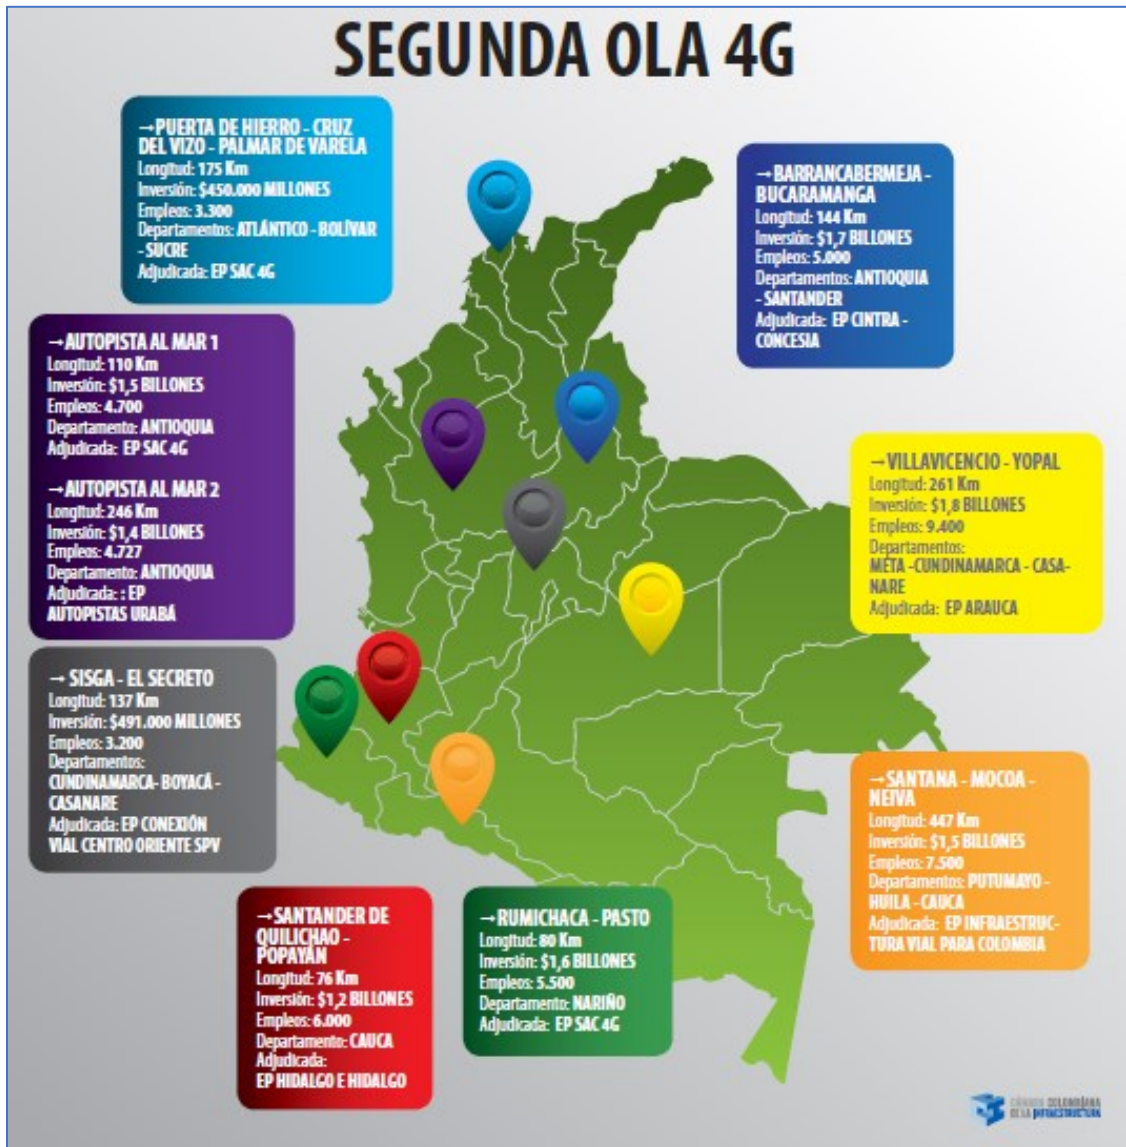 SEGUNDA OLA 4G
→PUERTA DE HIERRO - CRUZ
DEL VIZO - PALMAR DE VARELA
Longitud: 175 Km
Inversión: $450.000 MILLONES
Empleos: 3.300
Departamentos: ATLÁNTICO - BOLÍVAR
- SUCRE
Adjudicada: EP SAC 4G
→BARRANCABERMEJA -
BUCARAMANGA
Longitud: 144 Km
Inversión: $1,7 BILLONES
Empleos: 5.000
Departamentos: ANTIOQUIA
- SANTANDER
Adjudicada: EP CINTRA -
CONCESIA
→AUTOPISTA AL MAR 1
Longitud: 110 Km
Inversión: $1,5 BILLONES
Empleos: 4.700
Departamento: ANTIOQUIA
Adjudicada: EP SAC 4G
→AUTOPISTA AL MAR 2
Longitud: 246 Km
Inversión: $1,4 BILLONES
Empleos: 4.727
Departamento: ANTIOQUIA
Adjudicada: : EP
AUTOPISTAS URABÁ
→VILLAVICENCIO - YOPAL
Longitud: 261 Km
Inversión: $1,8 BILLONES
Empleos: 9.400
Departamentos:
META -CUNDINAMARCA - CASA-
NARE
Adjudicada: EP ARAUCA
→ SISGA - EL SECRETO
Longitud: 137 Km
Inversión: $491.000 MILLONES
Empleos: 3.200
Departamentos:
CUNDINAMARCA- BOYACÁ -
CASANARE
Adjudicada: EP CONEXIÓN
VIAL CENTRO ORIENTE SPV
→SANTANA - MOCOA -
NEIVA
Longitud: 447 Km
Inversión: $1,5 BILLONES
Empleos: 7.500
Departamentos: PUTUMAYO -
HUILA - CAUCA
Adjudicada: EP INFRAESTRUC-
TURA VIAL PARA COLOMBIA
→SANTANDER DE
QUILICHAO -
POPAYÁN
Longitud: 76 Km
Inversión: $1,2 BILLONES
Empleos: 6.000
Departamento: CAUCA
Adjudicada:
EP HIDALGO E HIDALGO
→RUMICHACA - PASTO
Longitud: 80 Km
Inversión: $1,6 BILLONES
Empleos: 5.500
Departamento: NARIÑO
Adjudicada: EP SAC 4G
CÁMARA COLOMBIANA
DE LA INFRAESTRUCTURA